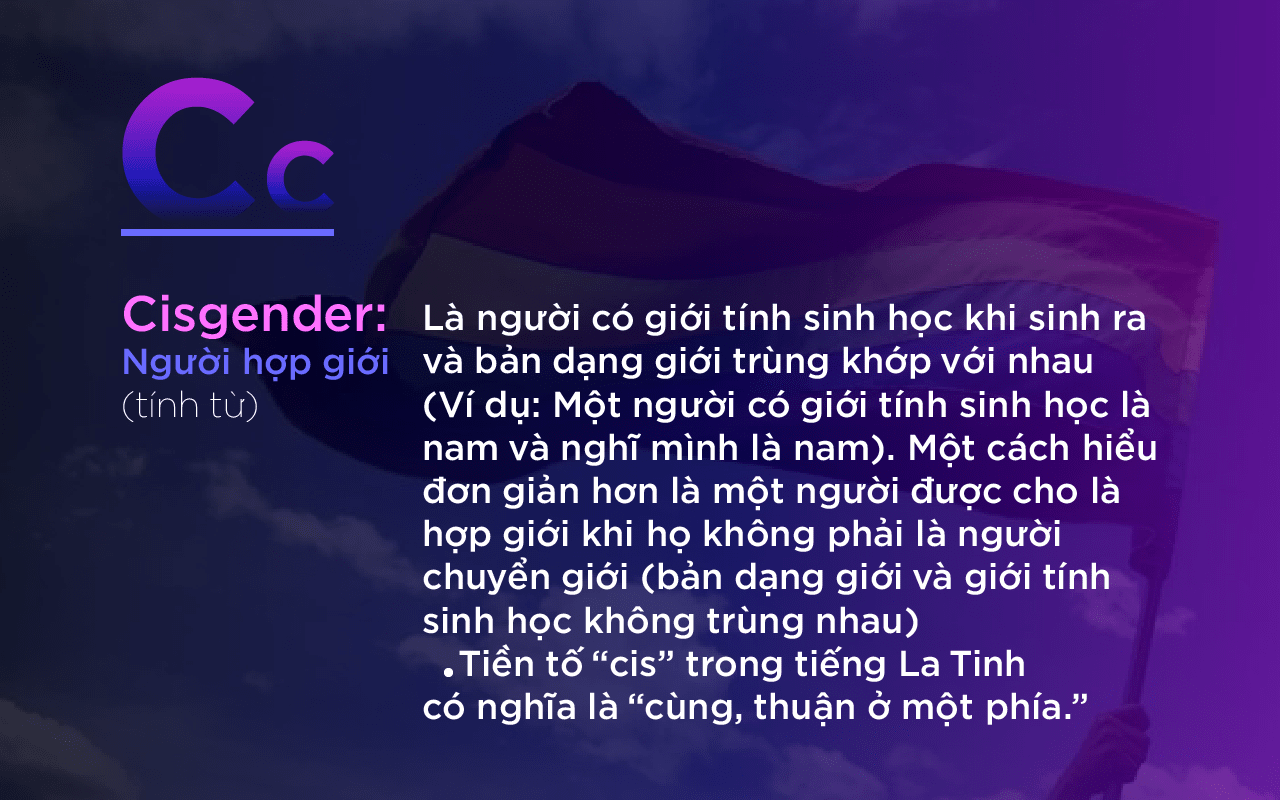 Cc
Cisgender:
Người hợp giới
(tính từ)
Là người có giới tính sinh học khi sinh ra
và bản dạng giới trùng khớp với nhau
(Ví dụ: Một người có giới tính sinh học là
nam và nghĩ mình là nam). Một cách hiểu
đơn giản hơn là một người được cho là
hợp giới khi họ không phải là người
chuyển giới (bản dạng giới và giới tính
sinh học không trùng nhau)
•Tiền tố “cis” trong tiếng La Tinh
có nghĩa là “cùng, thuận ở một phía.”